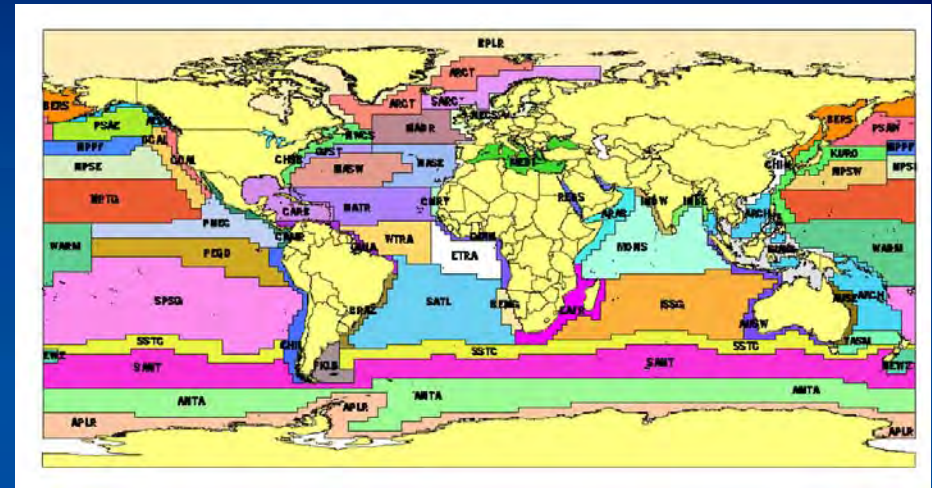 BPLR
ARCT
ARCT
SARC
NECS
BERS
BERS
PSAE
PSAW
NADR
NWCS
GFST
NPPF
NPPF
CCAL
KURO
MEDI
NASE
NASW
CHIN
NPSE
NPSW
NPTG
CARB
NATR
CNRY
REDS
ARAB
INDW
INDE
ARCH
PNEC
CAMR
GUIA
WTRA
ETRA
GUIN
MONS
WARM
WARM
PEQD
SPSG
BRAZ
SATL
BENG
EAFR
ISSG
AUSW
AUSE
ARCH
SSTC
SSTC
SSTC
CHIL
FKLD
TASM
NEWZ
NEWZ
SANT
SANT
ANTA
ANTA
ANTA
APLR
APLR
APLR